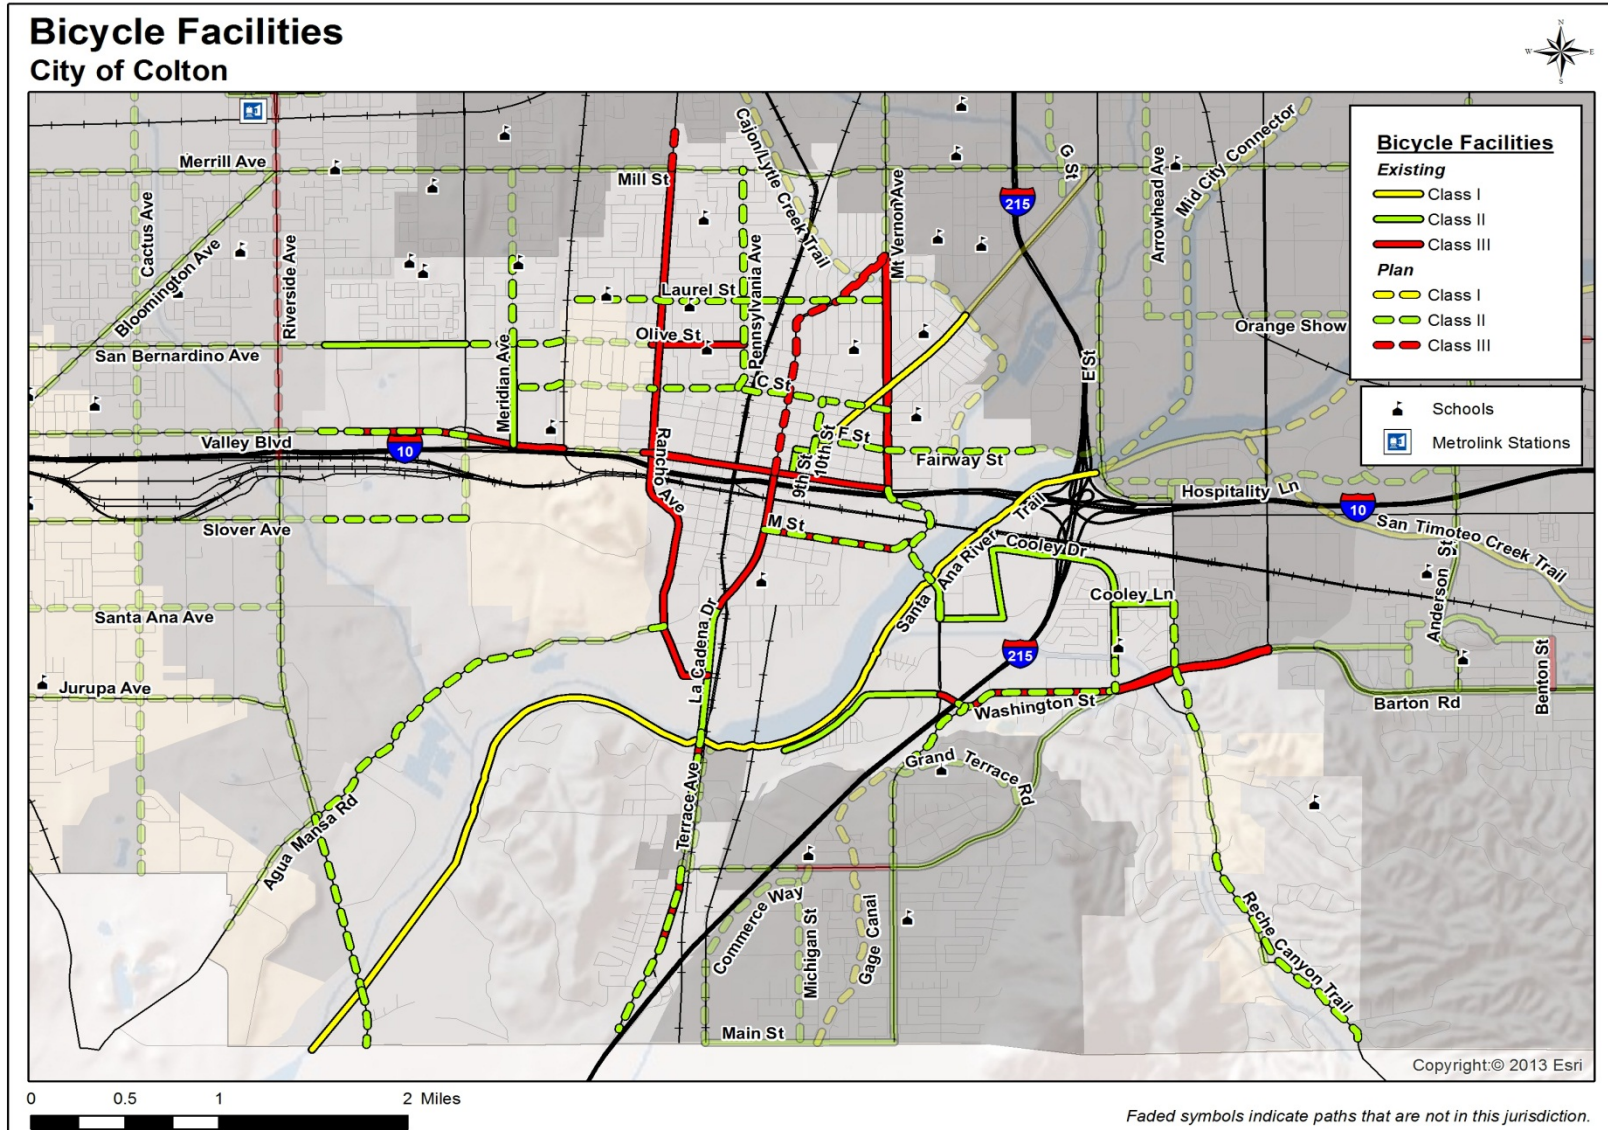 Bicycle Facilities
City of Colton
N
W
E
S
Bicycle Facilities
Existing
Class I
Class II
Class III
Plan
Class I
Class II
Class III
Schools
Metrolink Stations
Merrill Ave
Mill St
Cactus Ave
Bloomington Ave
Riverside Ave
San Bernardino Ave
Meridian Ave
Laurel St
Olive St
Pennsylvania Ave
Cajon/Lytle Creek Trail
Mt Vernon Ave
215
G St
Arrowhead Ave
Mid City Connector
Orange Show
E St
C St
F St
10th St
9th St
Fairway St
Valley Blvd
10
Rancho Ave
Hospitality Ln
10
San Timoteo Creek Trail
Slover Ave
M St
Santa Ana River Trail
Cooley Dr
Cooley Ln
Anderson St
Santa Ana Ave
La Cadena Dr
215
Jurupa Ave
Washington St
Barton Rd
Benton St
Grand Terrace Rd
Terrace Ave
Agua Mansa Rd
Commerce Way
Michigan St
Gage Canal
Reche Canyon Trail
Main St
Copyright:© 2013 Esri
0 0.5 1 2 Miles
Faded symbols indicate paths that are not in this jurisdiction.